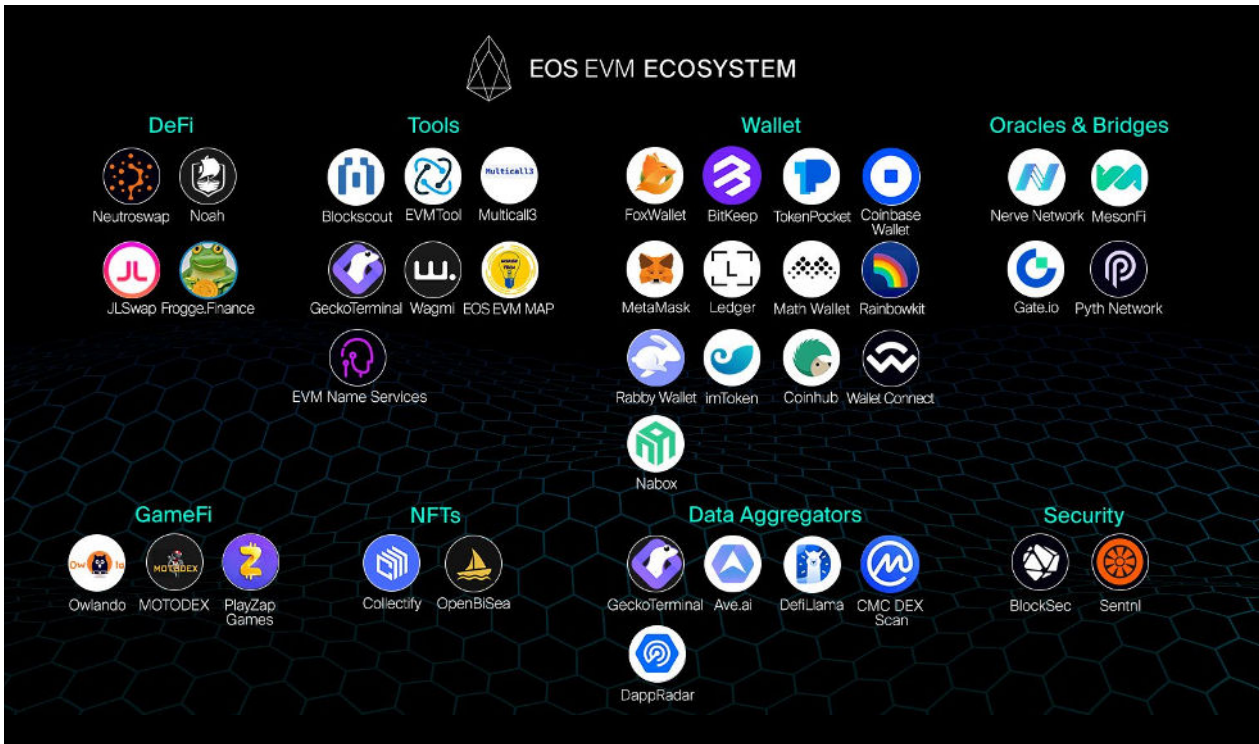 EOS EVM ECOSYSTEM
DeFi
Neutroswap Noah
JL
JLSwap Frogge.Finance
Tools
Multicall3
Blockscout EVMTool Multicall3
w.
GeckoTerminal Wagmi EOS EVM MAP
EVM Name Services
Wallet
FoxWallet BitKeep TokenPocket Coinbase
Wallet
L
MetaMask Ledger Math Wallet Rainbowkit
Rabby Wallet imToken Coinhub Wallet Connect
Nabox
Oracles & Bridges
Nerve Network MesonFi
Gate.io Pyth Network
GameFi
MOTODEX
Owlando MOTODEX PlayZap
Games
NFTs
Collectify OpenBiSea
Data Aggregators
GeckoTerminal Ave.ai DefiLlama CMC DEX
Scan
DappRadar
Security
BlockSec Sentnl